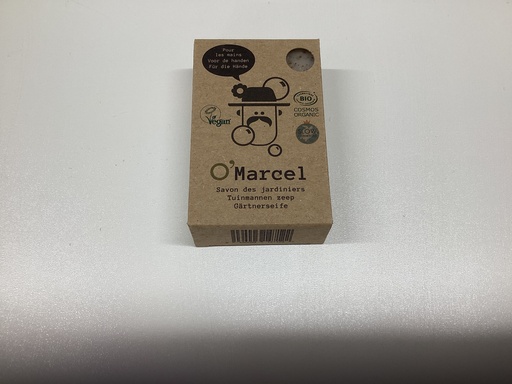 Pour
les mains
Voor de handen
Für die Hände
Vegan
BIO
COSMOS
ORGANIC
O'Marcel
Savon des jardiniers
Tuinmannen zeep
Gärtnerseife